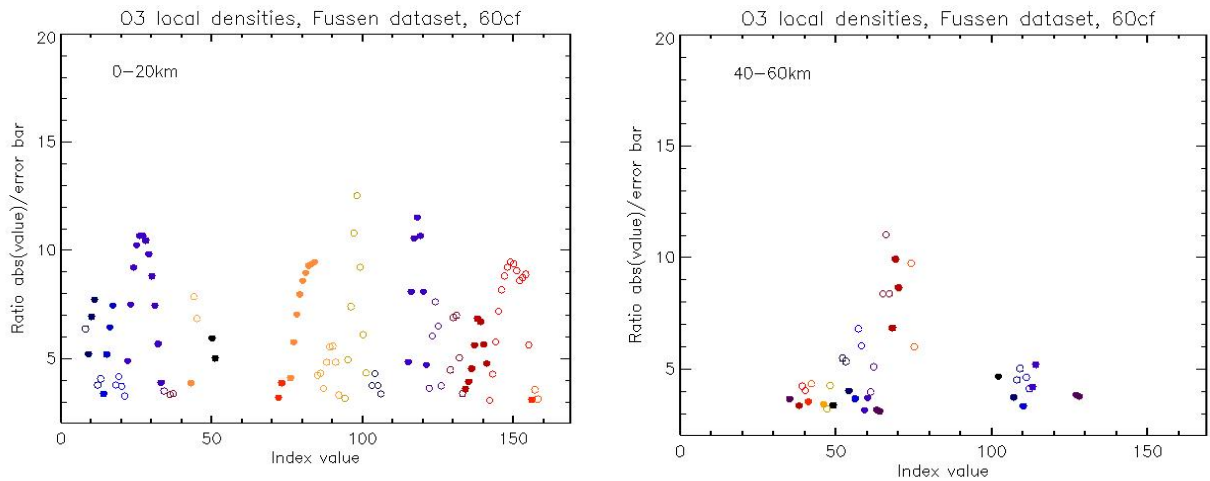 O3 local densities, Fussen dataset, 60cf
20
15
10
5
0
50
100
150
0-20km
Ratio abs(value)/error bar
Index value
O3 local densities, Fussen dataset, 60cf
20
15
10
5
0
50
100
150
40-60km
Ratio abs(value)/error bar
Index value